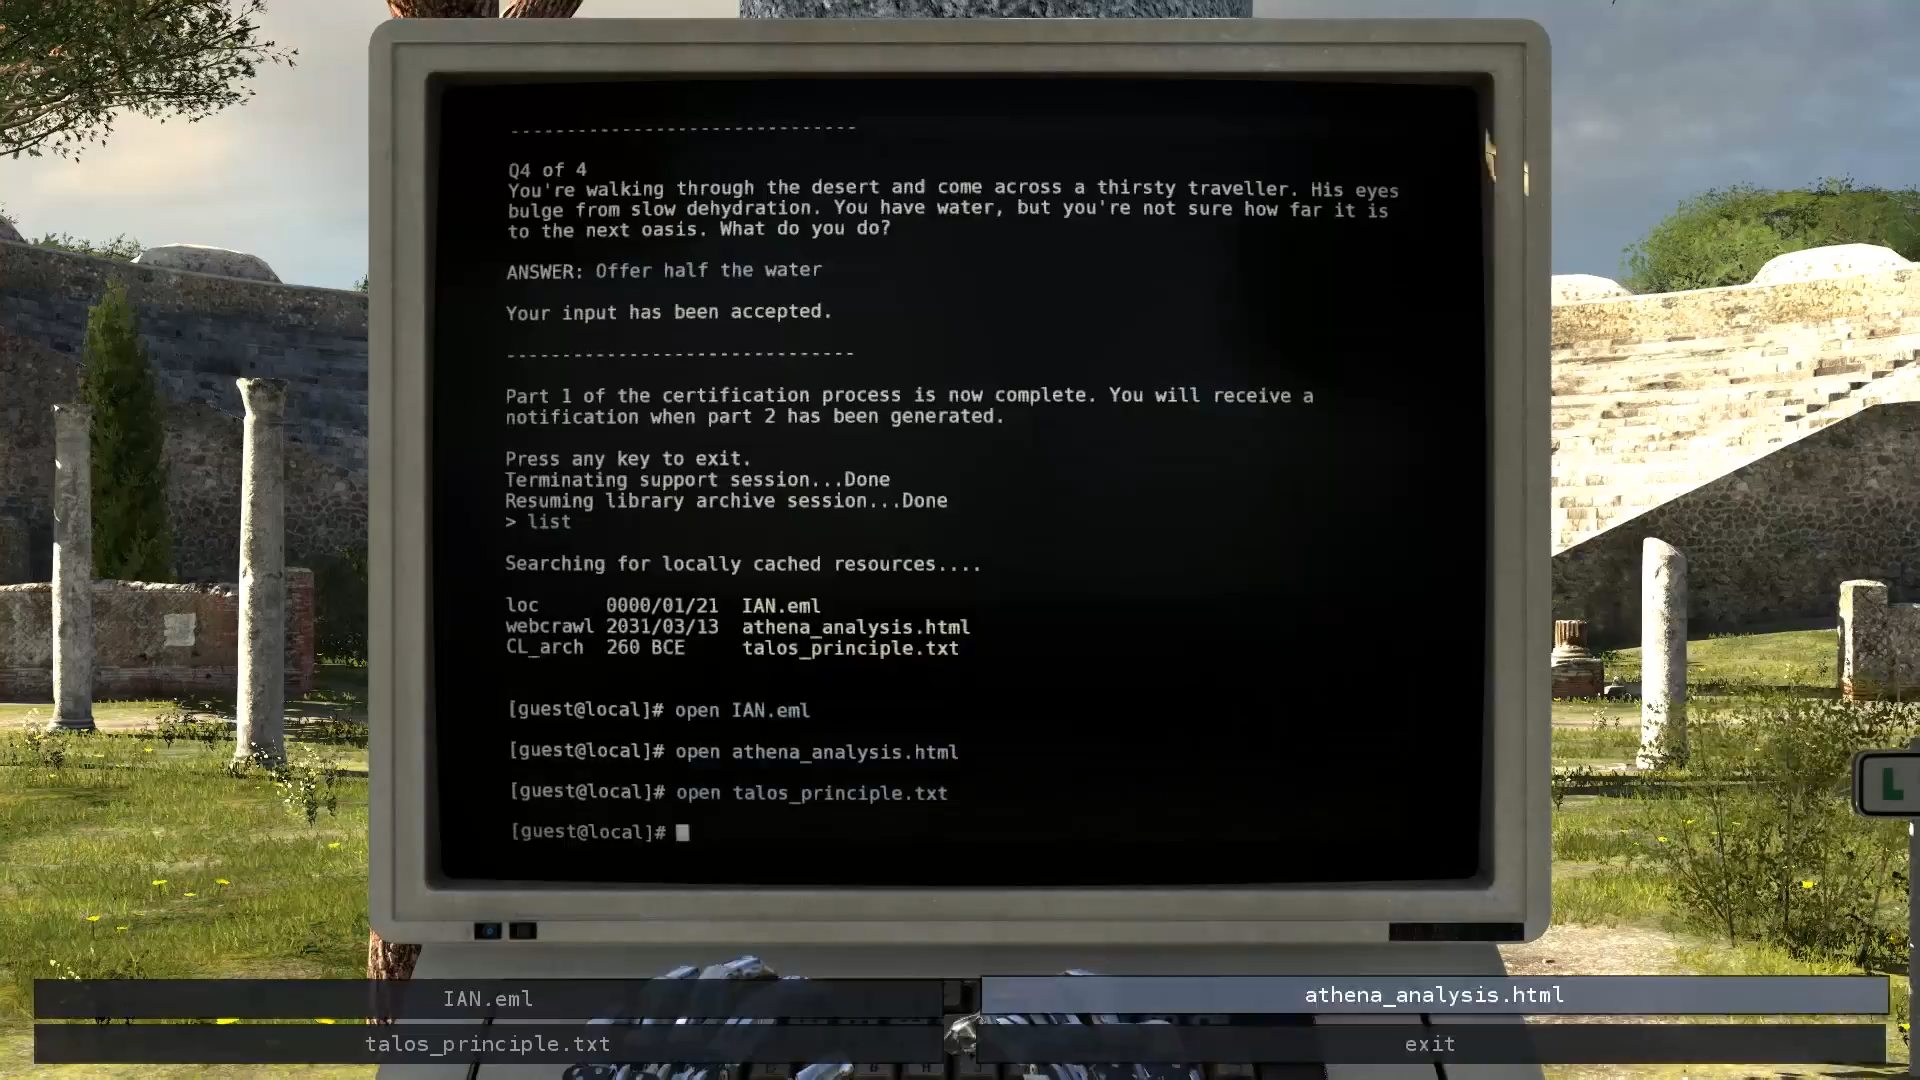 -------------------------------
Q4 of 4
You're walking through the desert and come across a thirsty traveller. His eyes
bulge from slow dehydration. You have water, but you're not sure how far it is
to the next oasis. What do you do?
ANSWER: Offer half the water
Your input has been accepted.
-------------------------------
Part 1 of the certification process is now complete. You will receive a
notification when part 2 has been generated.
Press any key to exit.
Terminating support session...Done
Resuming library archive session...Done
> list
Searching for locally cached resources....
loc 0000/01/21 IAN.eml
webcrawl 2031/03/13 athena_analysis.html
CL_arch 260 BCE talos_principle.txt
[guest@local]# open IAN.eml
[guest@local]# open athena_analysis.html
[guest@local]# open talos_principle.txt
[guest@local]#
L
IAN.eml athena_analysis.html
talos_principle.txt exit